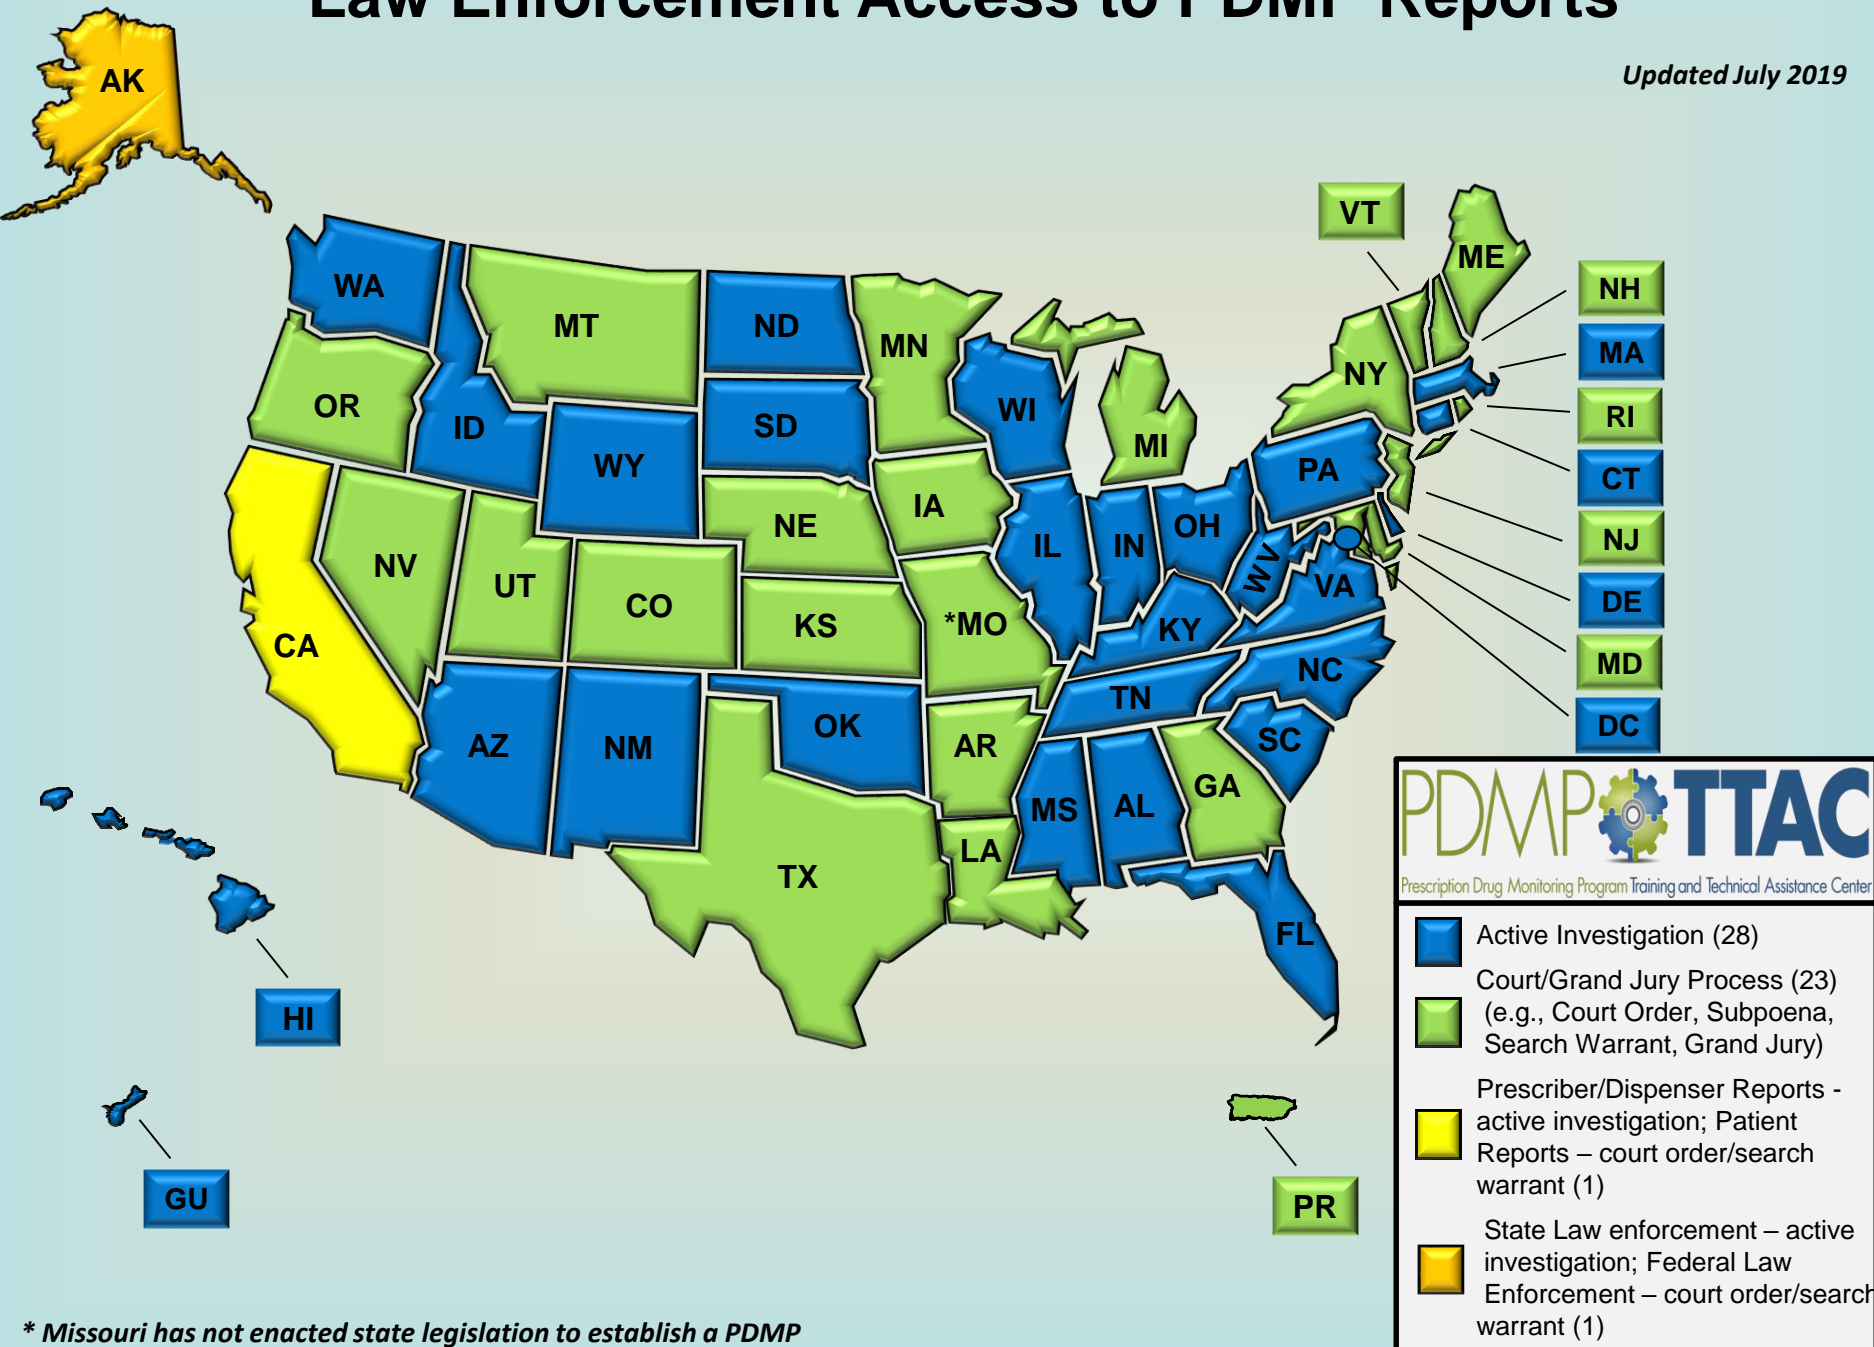 Law Enforcement Access to PDMP Reports
Updated July 2019
AK
VT
ME
NH
WA
MT
ND
MN
MA
NY
OR
ID
SD
WI
MI
RI
WY
PA
CT
IA
NE
OH
NV
IL
IN
NJ
UT
CO
WV
VA
DE
KS
*MO
KY
CA
MD
NC
TN
OK
DC
AZ
NM
AR
SC
GA
MS
AL
LA
TX
FL
HI
GU
PR
PDMP TTAC
Prescription Drug Monitoring Program Training and Technical Assistance Center
Active Investigation (28)
Court/Grand Jury Process (23)
(e.g., Court Order, Subpoena,
Search Warrant, Grand Jury)
Prescriber/Dispenser Reports -
active investigation; Patient
Reports – court order/search
warrant (1)
State Law enforcement – active
investigation; Federal Law
Enforcement – court order/search
warrant (1)
* Missouri has not enacted state legislation to establish a PDMP